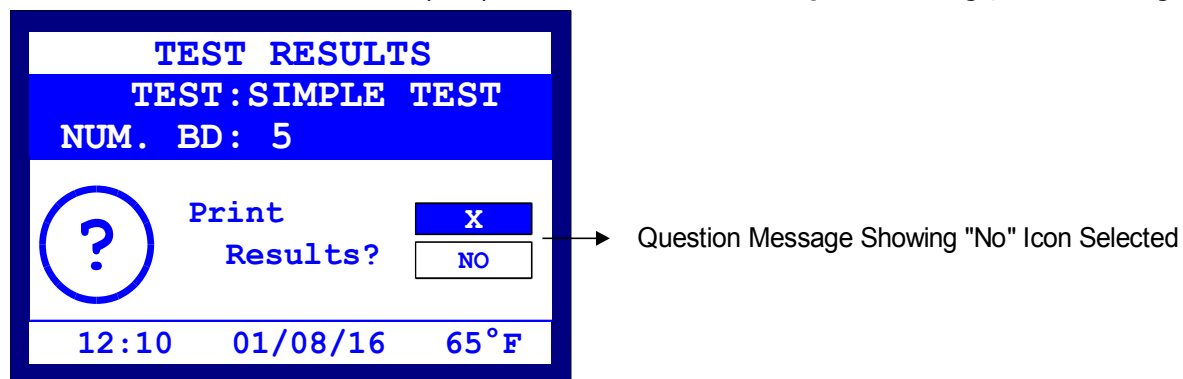 TEST RESULTS
TEST:SIMPLE TEST
NUM. BD: 5
?
Print
Results?
X
NO
Question Message Showing "No" Icon Selected
12:10 01/08/16 65°F